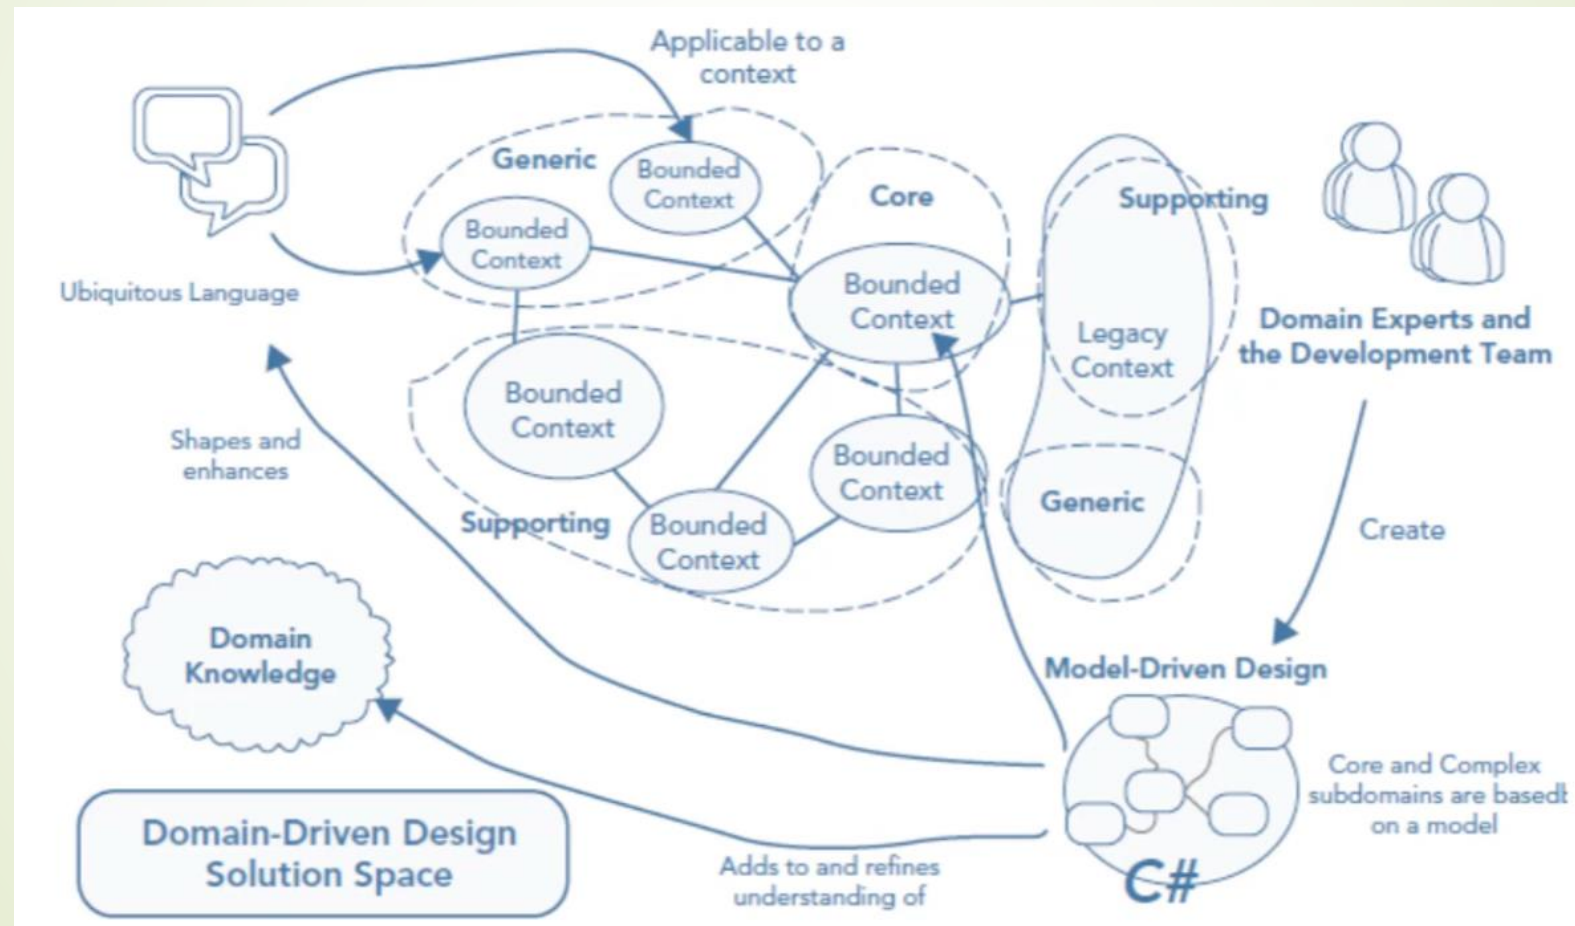 Applicable to a
context
Generic
Bounded
Context
Bounded
Context
Ubiquitous Language
Core
Bounded
Context
Supporting
Legacy
Context
Domain Experts and
the Development Team
Shapes and
enhances
Bounded
Context
Bounded
Context
Supporting
Bounded
Context
Generic
Create
Domain
Knowledge
Model-Driven Design
Core and Complex
subdomains are basedt
on a model
C#
Domain-Driven Design
Solution Space
Adds to and refines
understanding of